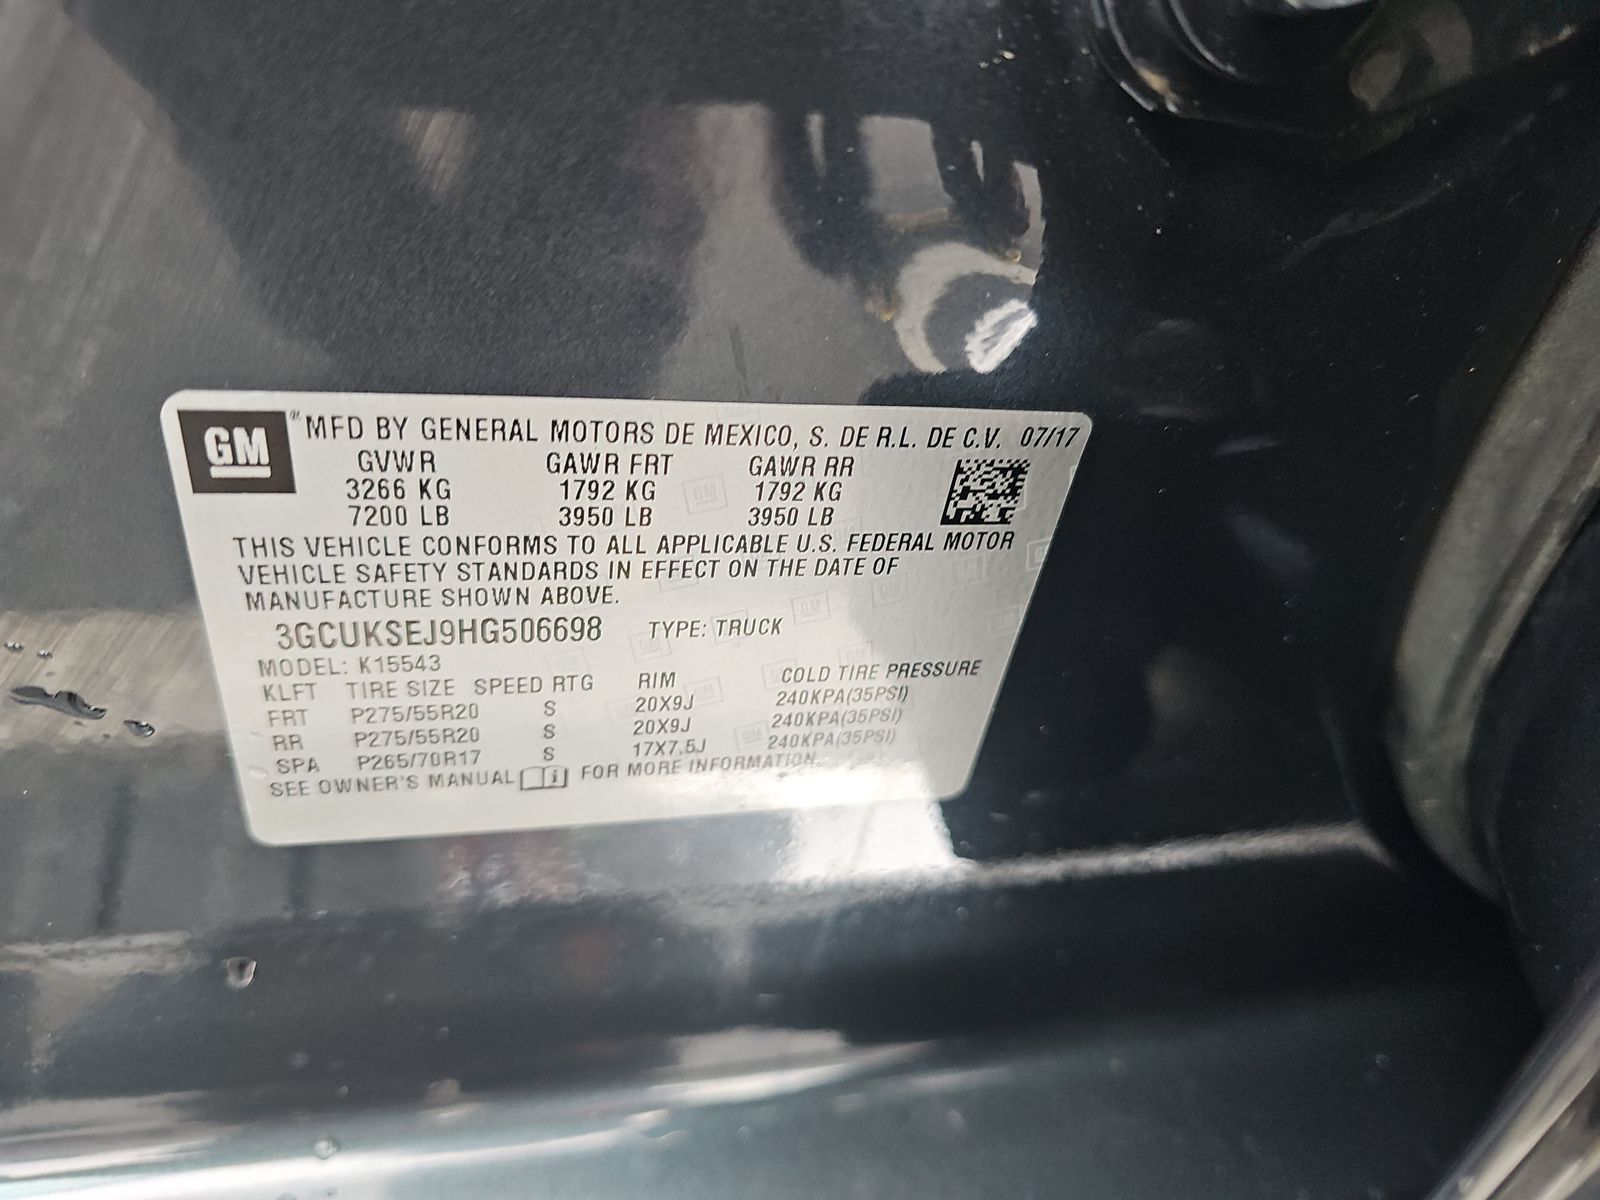 GM ® MFD BY GENERAL MOTORS DE MEXICO, S. DE R.L. DE C.V. 07/17
GVWR GAWR FRT GAWR RR
3266 KG 1792 KG 1792 KG
7200 LB 3950 LB 3950 LB
THIS VEHICLE CONFORMS TO ALL APPLICABLE U.S. FEDERAL MOTOR
VEHICLE SAFETY STANDARDS IN EFFECT ON THE DATE OF
MANUFACTURE SHOWN ABOVE.
3GCUKSEJ9HG506698 TYPE: TRUCK
MODEL: K15543
KLFT TIRE SIZE SPEED RTG RIM COLD TIRE PRESSURE
FRT P275/55R20 S 20X9J 240KPA(35PSI)
RR P275/55R20 S 20X9J 240KPA(35PSI)
SPA P265/70R17 S 17X7.5J 240KPA(35PSI)
SEE OWNER'S MANUAL i FOR MORE INFORMATION.